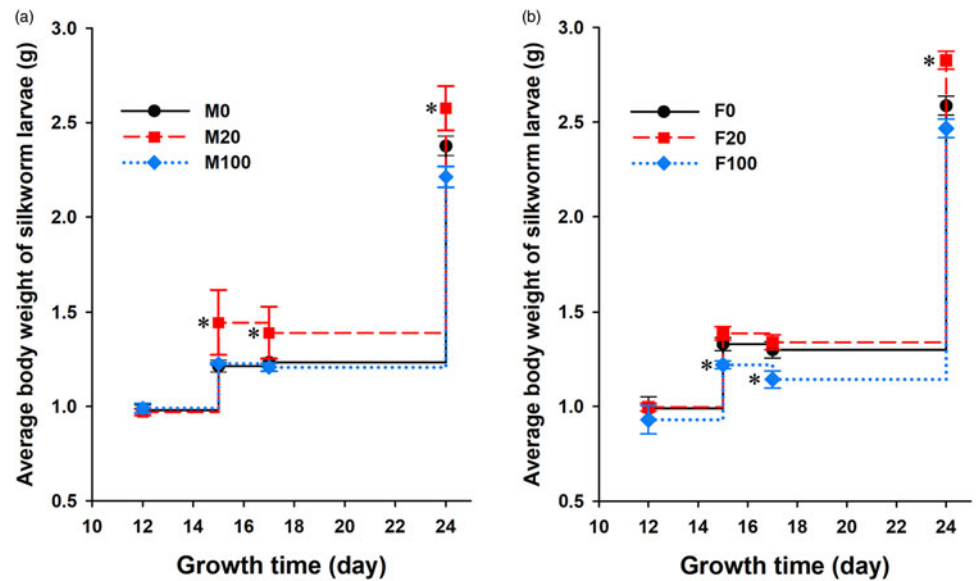 (a)
Average body weight of silkworm larvae (g)
3.0
2.5
2.0
1.5
1.0
0.5
M0
M20
M100
*
*
*
10 12 14 16 18 20 22 24
Growth time (day)
(b)
Average body weight of silkworm larvae (g)
3.0
2.5
2.0
1.5
1.0
0.5
F0
F20
F100
*
*
*
10 12 14 16 18 20 22 24
Growth time (day)